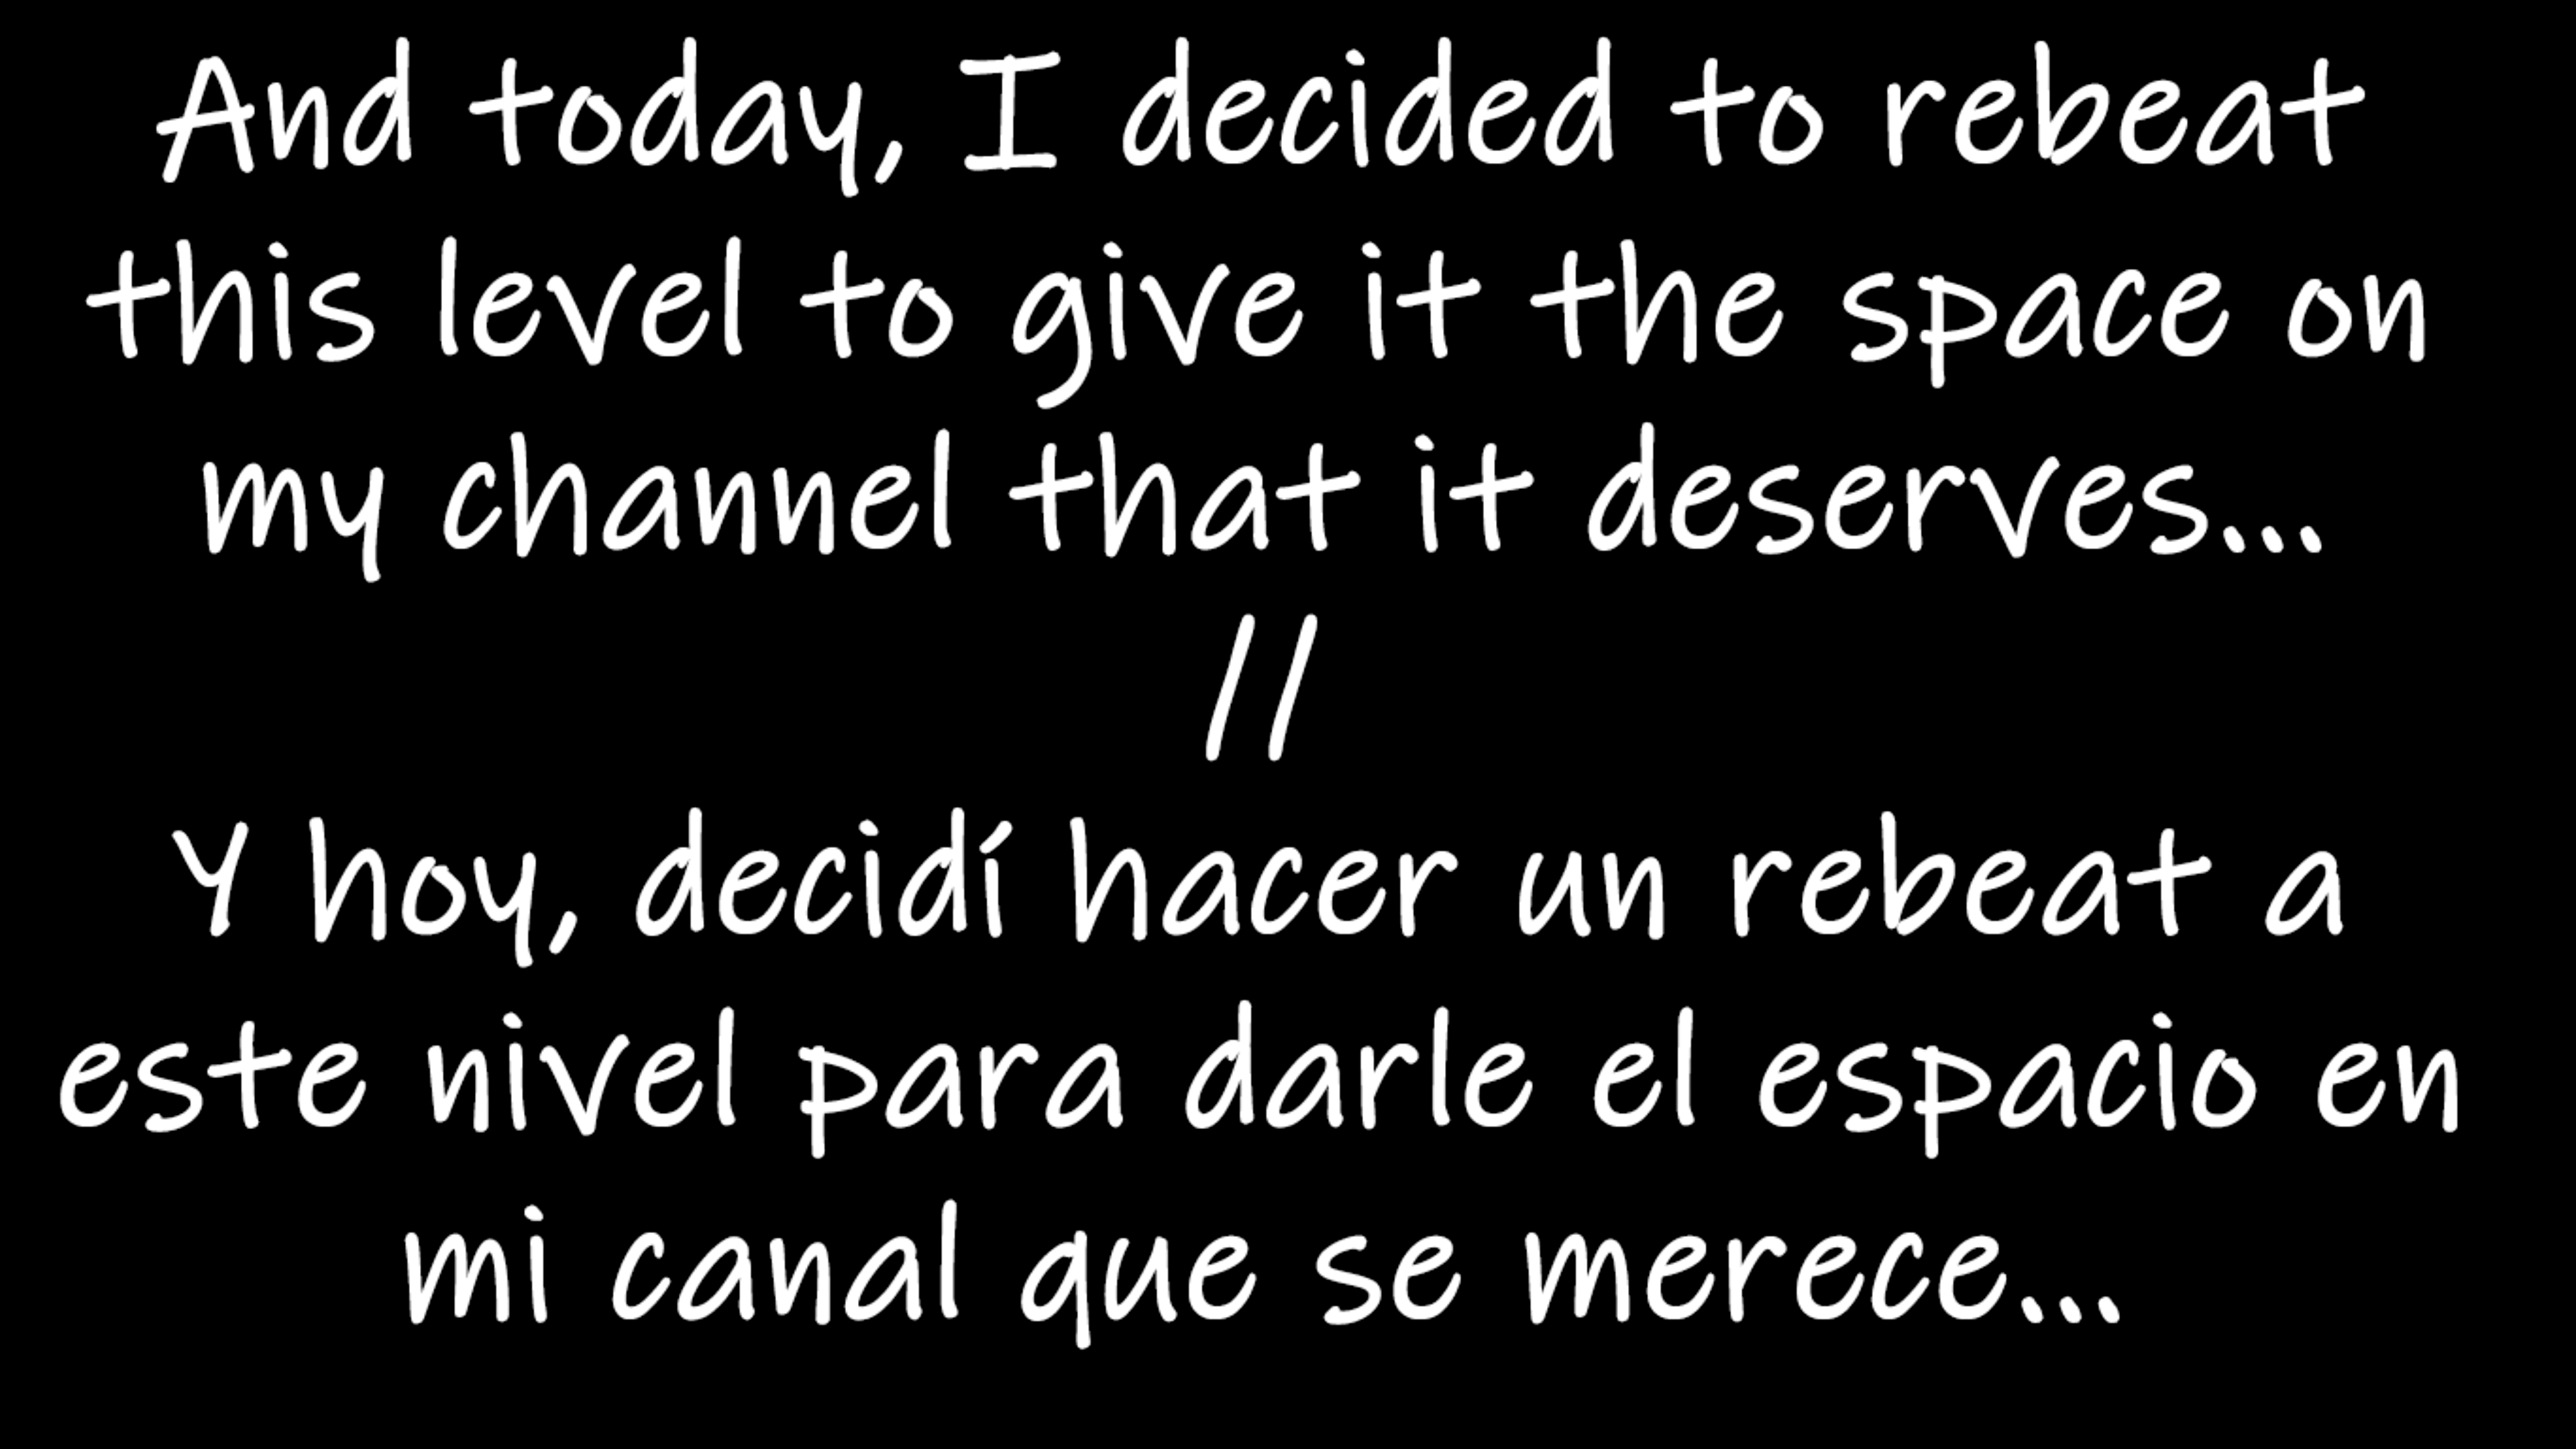 And today, I decided to rebeat
this level to give it the space on
my channel that it deserves...
//
Y hoy, decidí hacer un rebeat a
este nivel para darle el espacio en
mi canal que se merece...